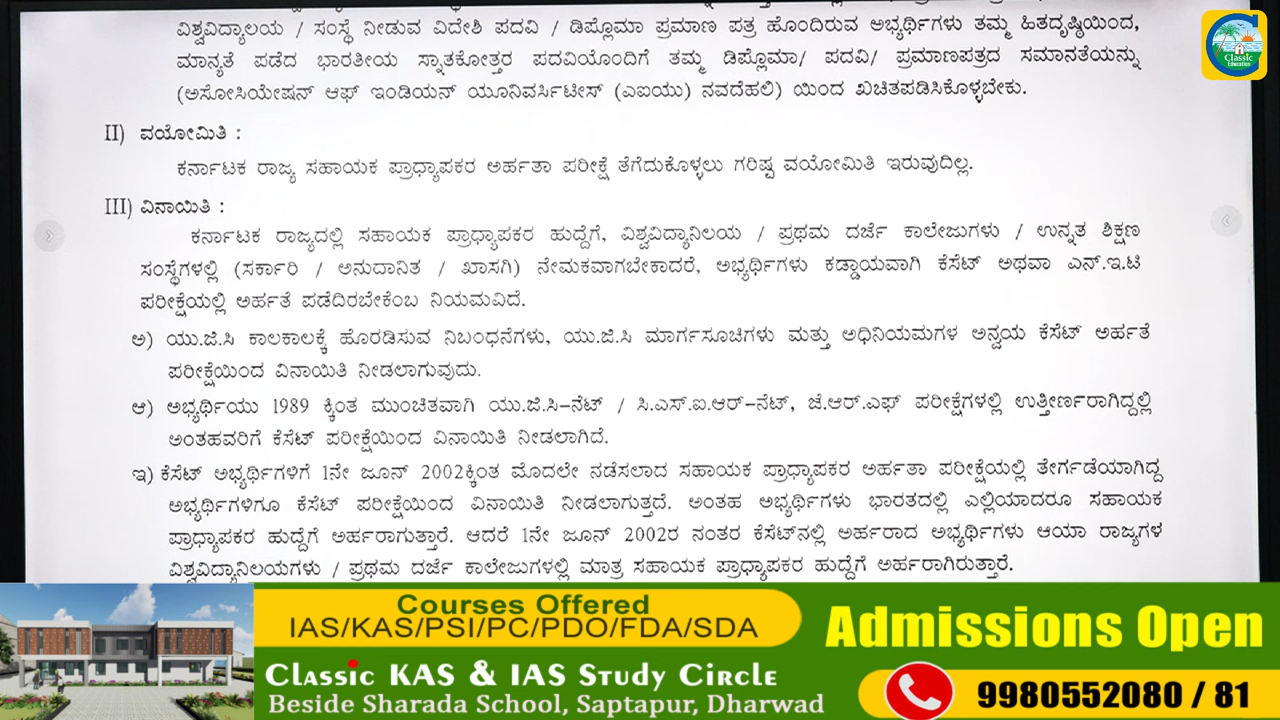 ವಿಶ್ವವಿದ್ಯಾಲಯ / ಸಂಸ್ಥೆ ನೀಡುವ ವಿದೇಶಿ ಪದವಿ / ಡಿಪ್ಲೊಮಾ ಪ್ರಮಾಣ ಪತ್ರ ಹೊಂದಿರುವ ಅಭ್ಯರ್ಥಿಗಳು ತಮ್ಮ ಹಿತದೃಷ್ಠಿಯಿಂದ,
ಮಾನ್ಯತೆ ಪಡೆದ ಭಾರತೀಯ ಸ್ನಾತಕೋತ್ತರ ಪದವಿಯೊಂದಿಗೆ ತಮ್ಮ ಡಿಪ್ಲೊಮಾ/ ಪದವಿ/ ಪ್ರಮಾಣಪತ್ರದ ಸಮಾನತೆಯನ್ನು
(ಅಸೋಸಿಯೇಷನ್ ಆಫ್ ಇಂಡಿಯನ್ ಯೂನಿವರ್ಸಿಟೀಸ್ (ಎಐಯು) ನವದೆಹಲಿ) ಯಿಂದ ಖಚಿತಪಡಿಸಿಕೊಳ್ಳಬೇಕು.
II) ವಯೋಮಿತಿ :
ಕರ್ನಾಟಕ ರಾಜ್ಯ ಸಹಾಯಕ ಪ್ರಾಧ್ಯಾಪಕರ ಅರ್ಹತಾ ಪರೀಕ್ಷೆ ತೆಗೆದುಕೊಳ್ಳಲು ಗರಿಷ್ಟ ವಯೋಮಿತಿ ಇರುವುದಿಲ್ಲ.
III) ವಿನಾಯಿತಿ :
ಕರ್ನಾಟಕ ರಾಜ್ಯದಲ್ಲಿ ಸಹಾಯಕ ಪ್ರಾಧ್ಯಾಪಕರ ಹುದ್ದೆಗೆ, ವಿಶ್ವವಿದ್ಯಾನಿಲಯ / ಪ್ರಥಮ ದರ್ಜೆ ಕಾಲೇಜುಗಳು / ಉನ್ನತ ಶಿಕ್ಷಣ
ಸಂಸ್ಥೆಗಳಲ್ಲಿ (ಸರ್ಕಾರಿ / ಅನುದಾನಿತ / ಖಾಸಗಿ) ನೇಮಕವಾಗಬೇಕಾದರೆ, ಅಭ್ಯರ್ಥಿಗಳು ಕಡ್ಡಾಯವಾಗಿ ಕೆಸೆಟ್ ಅಥವಾ ಎನ್.ಇ.ಟಿ
ಪರೀಕ್ಷೆಯಲ್ಲಿ ಅರ್ಹತೆ ಪಡೆದಿರಬೇಕೆಂಬ ನಿಯಮವಿದೆ.
ಅ) ಯು.ಜಿ.ಸಿ ಕಾಲಕಾಲಕ್ಕೆ ಹೊರಡಿಸುವ ನಿಬಂಧನೆಗಳು, ಯು.ಜಿ.ಸಿ ಮಾರ್ಗಸೂಚಿಗಳು ಮತ್ತು ಅಧಿನಿಯಮಗಳ ಅನ್ವಯ ಕೆಸೆಟ್ ಅರ್ಹತೆ
ಪರೀಕ್ಷೆಯಿಂದ ವಿನಾಯಿತಿ ನೀಡಲಾಗುವುದು.
ಆ) ಅಭ್ಯರ್ಥಿಯು 1989 ಕ್ಕಿಂತ ಮುಂಚಿತವಾಗಿ ಯು.ಜಿ.ಸಿ-ನೆಟ್ / ಸಿ.ಎಸ್.ಐ.ಆರ್-ನೆಟ್, ಜೆ.ಆರ್.ಎಫ್ ಪರೀಕ್ಷೆಗಳಲ್ಲಿ ಉತ್ತೀರ್ಣರಾಗಿದ್ದಲ್ಲಿ
ಅಂತಹವರಿಗೆ ಕೆಸೆಟ್ ಪರೀಕ್ಷೆಯಿಂದ ವಿನಾಯಿತಿ ನೀಡಲಾಗಿದೆ.
ಇ) ಕೆಸೆಟ್ ಅಭ್ಯರ್ಥಿಗಳಿಗೆ 1ನೇ ಜೂನ್ 2002ಕ್ಕಿಂತ ಮೊದಲೇ ನಡೆಸಲಾದ ಸಹಾಯಕ ಪ್ರಾಧ್ಯಾಪಕರ ಅರ್ಹತಾ ಪರೀಕ್ಷೆಯಲ್ಲಿ ತೇರ್ಗಡೆಯಾಗಿದ್ದ
ಅಭ್ಯರ್ಥಿಗಳಿಗೂ ಕೆಸೆಟ್ ಪರೀಕ್ಷೆಯಿಂದ ವಿನಾಯಿತಿ ನೀಡಲಾಗುತ್ತದೆ. ಅಂತಹ ಅಭ್ಯರ್ಥಿಗಳು ಭಾರತದಲ್ಲಿ ಎಲ್ಲಿಯಾದರೂ ಸಹಾಯಕ
ಪ್ರಾಧ್ಯಾಪಕರ ಹುದ್ದೆಗೆ ಅರ್ಹರಾಗುತ್ತಾರೆ. ಆದರೆ 1ನೇ ಜೂನ್ 2002ರ ನಂತರ ಕೆಸೆಟ್‌ನಲ್ಲಿ ಅರ್ಹರಾದ ಅಭ್ಯರ್ಥಿಗಳು ಆಯಾ ರಾಜ್ಯಗಳ
ವಿಶ್ವವಿದ್ಯಾನಿಲಯಗಳು / ಪ್ರಥಮ ದರ್ಜೆ ಕಾಲೇಜುಗಳಲ್ಲಿ ಮಾತ್ರ ಸಹಾಯಕ ಪ್ರಾಧ್ಯಾಪಕರ ಹುದ್ದೆಗೆ ಅರ್ಹರಾಗಿರುತ್ತಾರೆ.
Classic
Education
Courses Offered
IAS/KAS/PSI/PC/PDO/FDA/SDA
Classic KAS & IAS Study Circle
Beside Sharada School, Saptapur, Dharwad
Admissions Open
9980552080 / 81